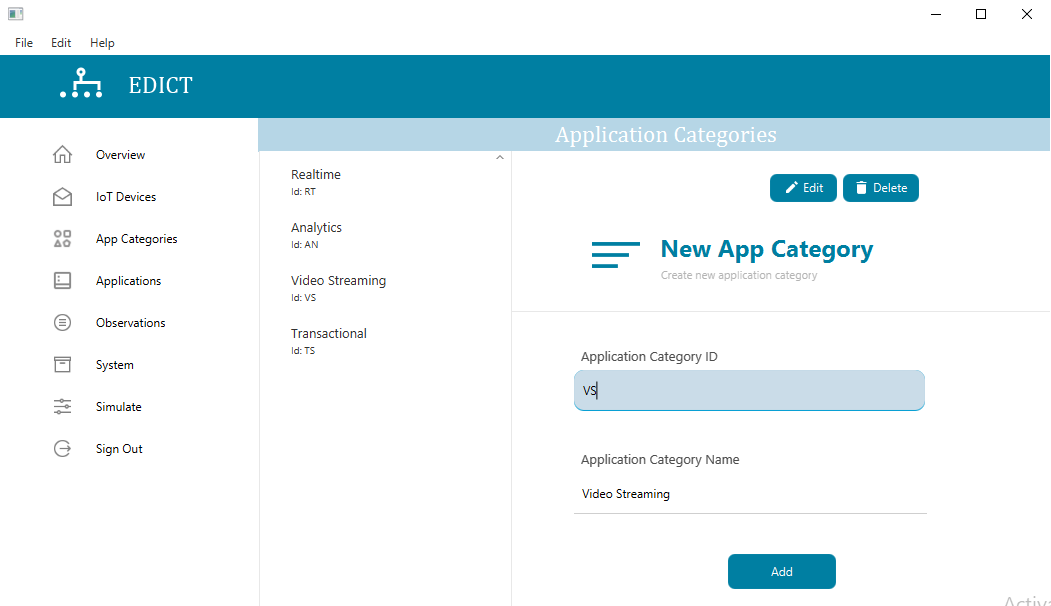 File Edit Help
EDICT
Application Categories
Overview
IoT Devices
App Categories
Applications
Observations
System
Simulate
Sign Out
Realtime
Id: RT
Analytics
Id: AN
Video Streaming
Id: VS
Transactional
Id: TS
Edit Delete
New App Category
Create new application category
Application Category ID
VS
Application Category Name
Video Streaming
Add